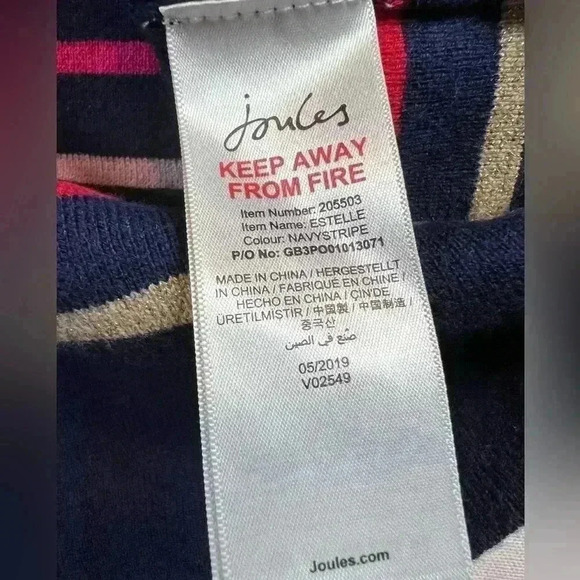 Joules
KEEP AWAY
FROM FIRE
Item Number: 205503
Item Name: ESTELLE
Colour: NAVYSTRIPE
P/O No: GB3PO01013071
MADE IN CHINA / HERGESTELLT
IN CHINA / FABRIQUÉ EN CHINE /
HECHO EN CHINA / ÇİN'DE
ÜRETİLMİŞTİR / 中国製 / 中国制造 /
중국산
صُنع في الصين
05/2019
V02549
Joules.com